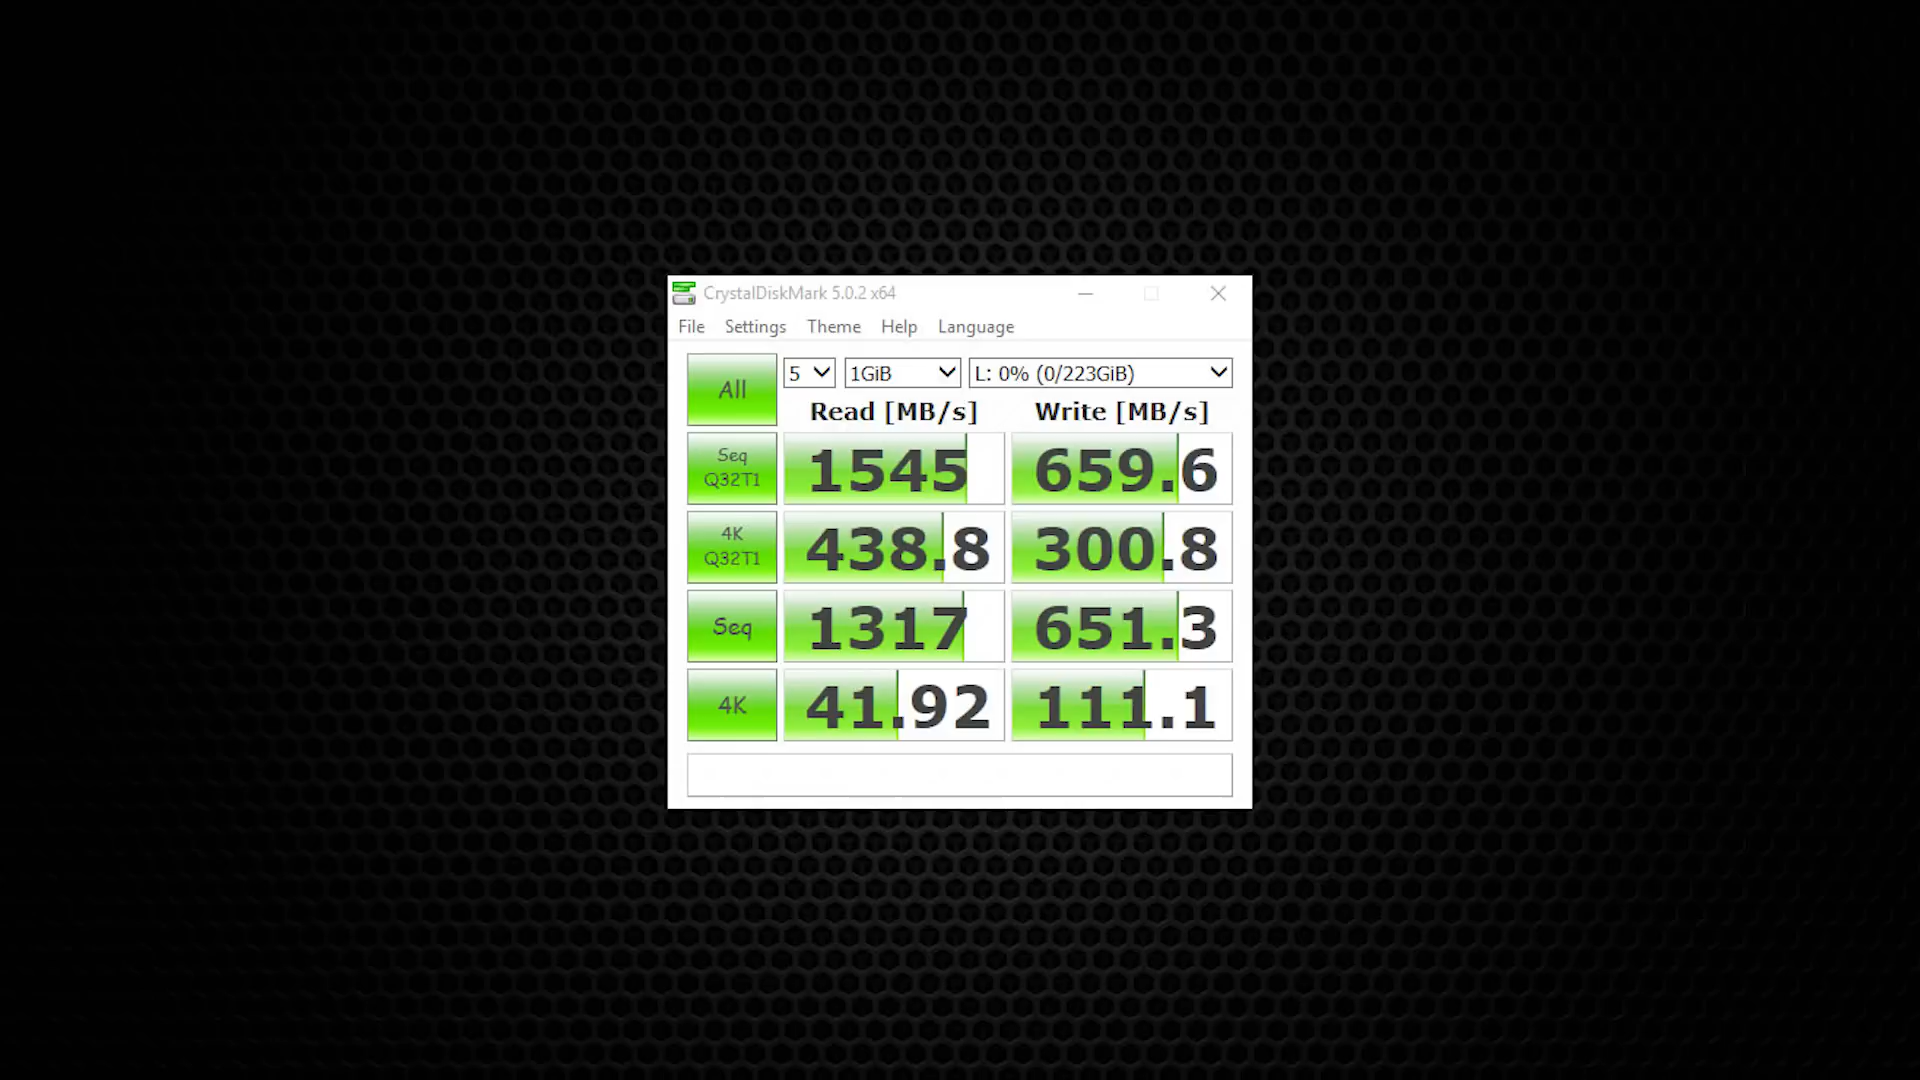 CrystalDiskMark 5.0.2 x64
File Settings Theme Help Language
All 5 1GiB L: 0% (0/223GiB)
Read [MB/s] Write [MB/s]
Seq Q32T1 1545 659.6
4K Q32T1 438.8 300.8
Seq 1317 651.3
4K 41.92 111.1